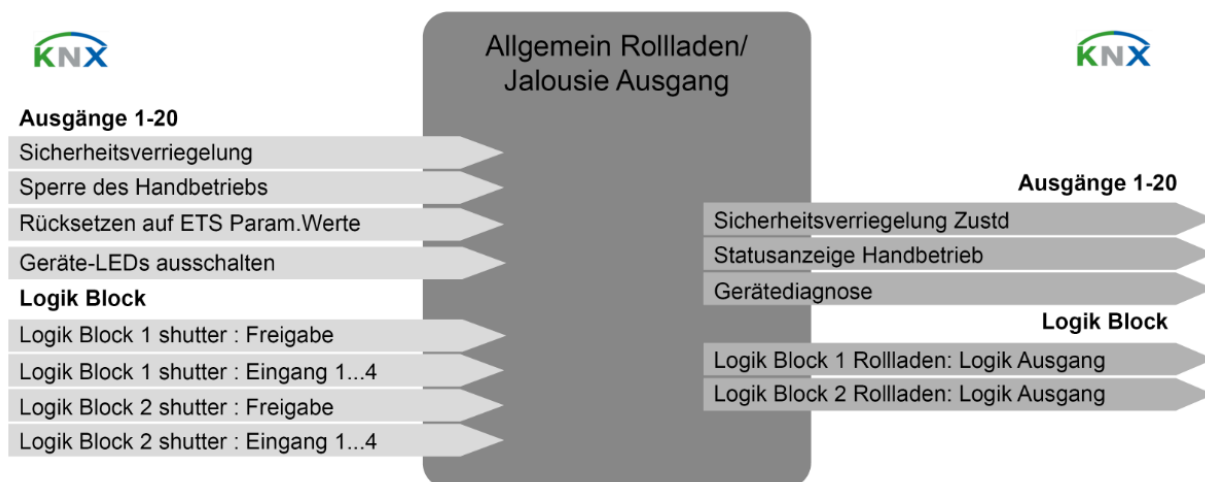 KNX
Allgemein Rollladen/
Jalousie Ausgang
KNX
Ausgänge 1-20
Sicherheitsverriegelung
Sperre des Handbetriebs
Rücksetzen auf ETS Param.Werte
Geräte-LEDs ausschalten
Logik Block
Logik Block 1 shutter : Freigabe
Logik Block 1 shutter : Eingang 1...4
Logik Block 2 shutter : Freigabe
Logik Block 2 shutter : Eingang 1...4
Ausgänge 1-20
Sicherheitsverriegelung Zustd
Statusanzeige Handbetrieb
Gerätediagnose
Logik Block
Logik Block 1 Rollladen: Logik Ausgang
Logik Block 2 Rollladen: Logik Ausgang